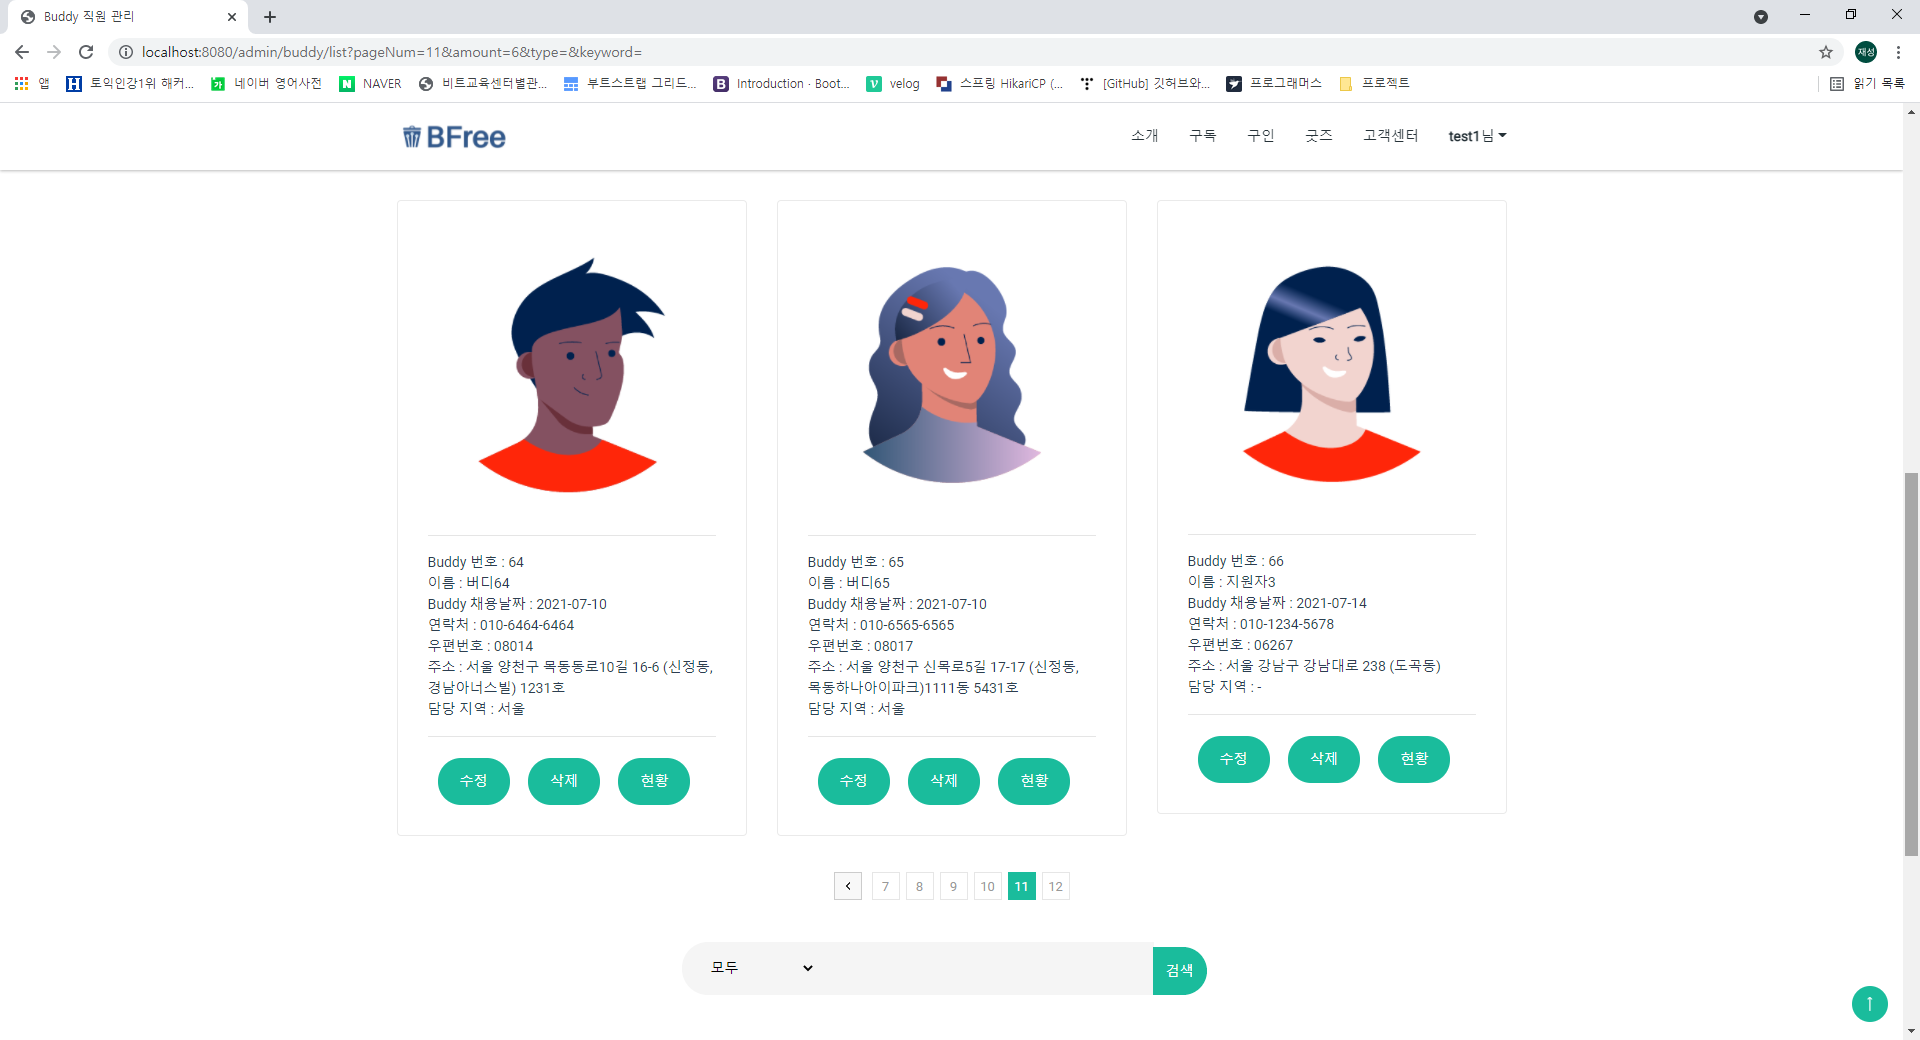 Buddy 직원 관리
localhost:8080/admin/buddy/list?pageNum=11&amount=6&type=&keyword=
재성
앱 토익인강1위 해커... 네이버 영어사전 NAVER 비트교육센터별관... 부트스트랩 그리드... Introduction · Boot... velog 스프링 HikariCP (... [GitHub] 깃허브와... 프로그래머스 프로젝트 읽기 목록
BFree 소개 구독 구인 굿즈 고객센터 test1님
Buddy 번호 : 64
이름 : 버디64
Buddy 채용날짜 : 2021-07-10
연락처 : 010-6464-6464
우편번호 : 08014
주소 : 서울 양천구 목동동로10길 16-6 (신정동,
경남아너스빌) 1231호
담당 지역 : 서울
수정 삭제 현황
Buddy 번호 : 65
이름 : 버디65
Buddy 채용날짜 : 2021-07-10
연락처 : 010-6565-6565
우편번호 : 08017
주소 : 서울 양천구 신목로5길 17-17 (신정동,
목동하나아이파크)1111동 5431호
담당 지역 : 서울
수정 삭제 현황
Buddy 번호 : 66
이름 : 지원자3
Buddy 채용날짜 : 2021-07-14
연락처 : 010-1234-5678
우편번호 : 06267
주소 : 서울 강남구 강남대로 238 (도곡동)
담당 지역 : -
수정 삭제 현황
7 8 9 10 11 12
모두 검색